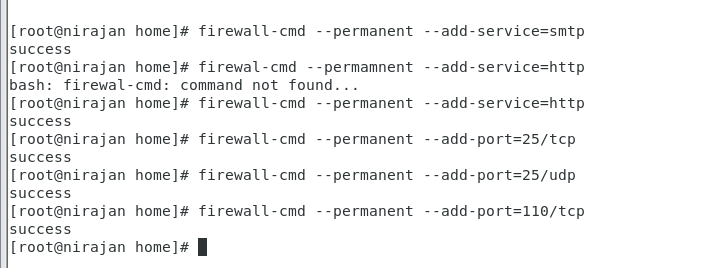 [root@nirajan home]# firewall-cmd --permanent --add-service=smtp
success
[root@nirajan home]# firewal-cmd --permamnent --add-service=http
bash: firewal-cmd: command not found...
[root@nirajan home]# firewall-cmd --permanent --add-service=http
success
[root@nirajan home]# firewall-cmd --permanent --add-port=25/tcp
success
[root@nirajan home]# firewall-cmd --permanent --add-port=25/udp
success
[root@nirajan home]# firewall-cmd --permanent --add-port=110/tcp
success
[root@nirajan home]#